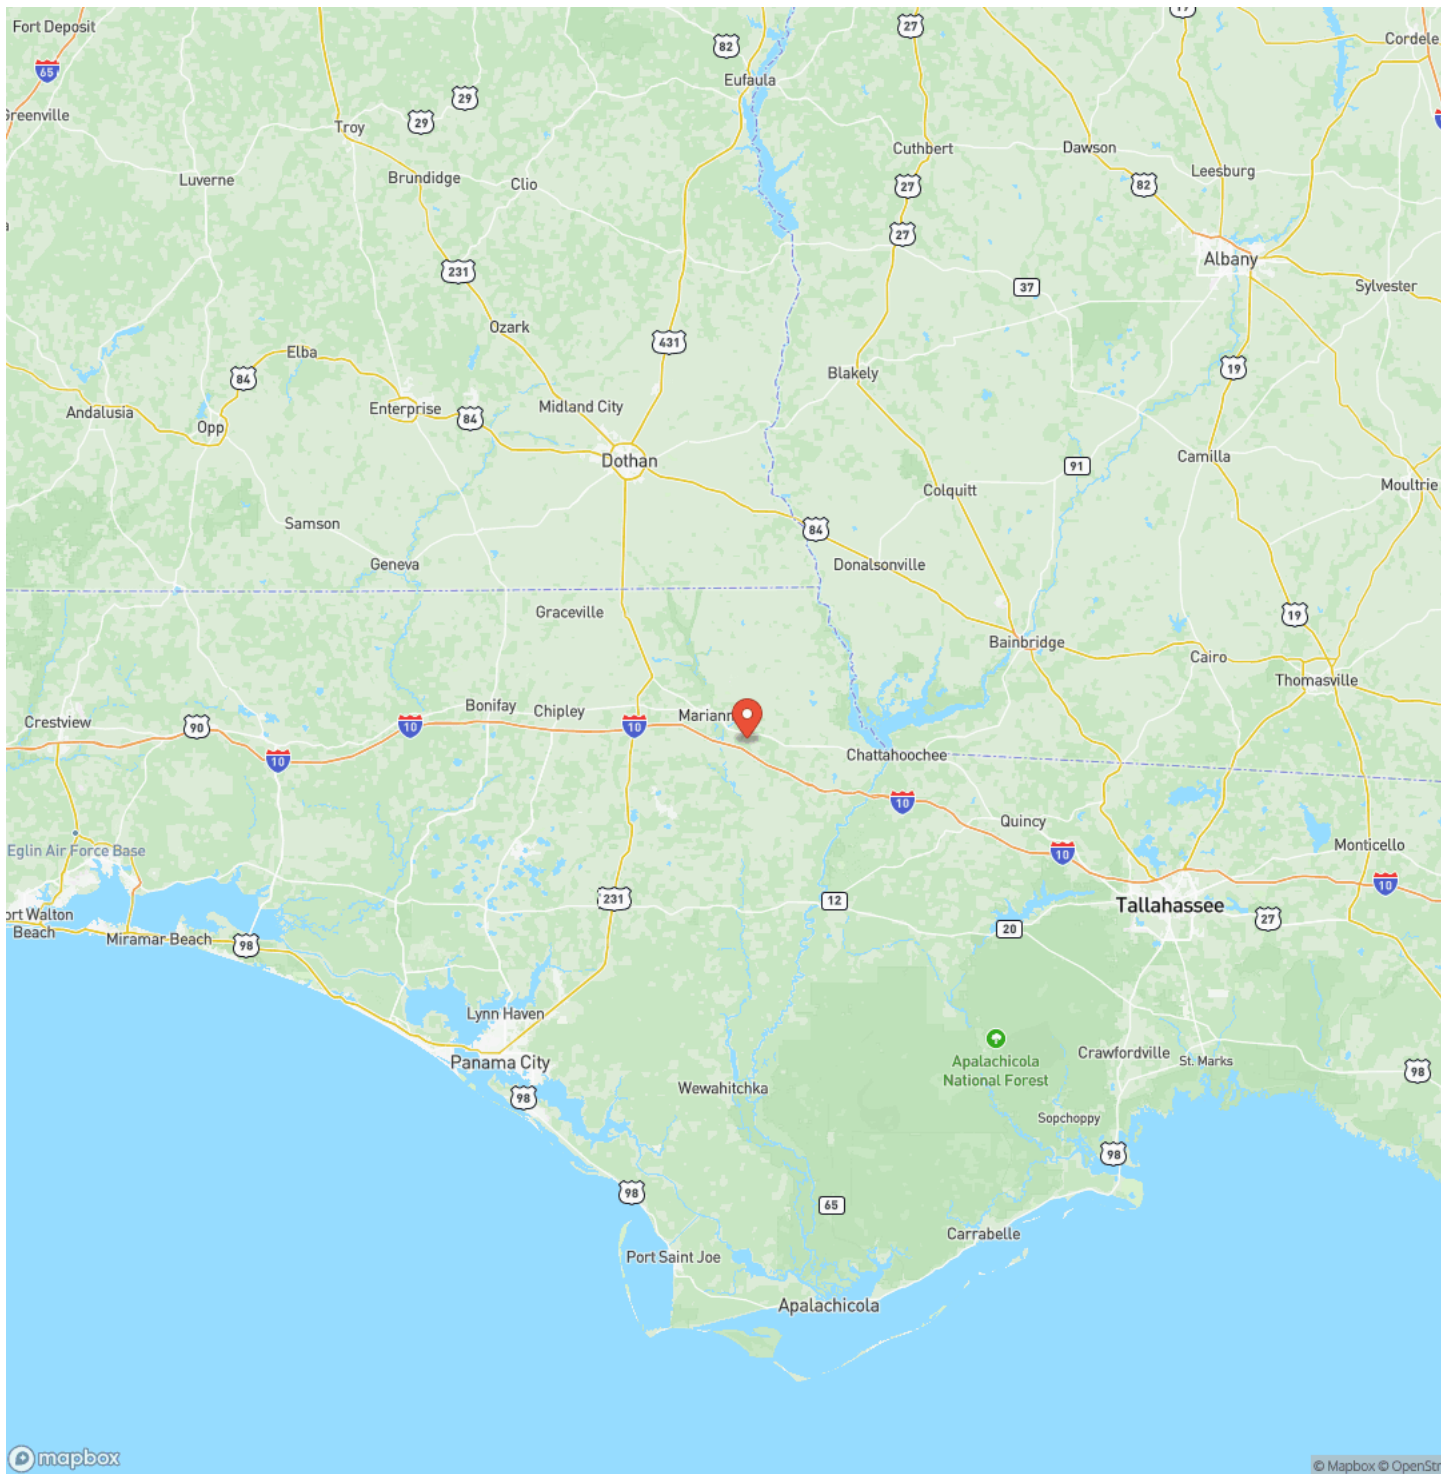 17
Fort Deposit
27
82
Cordele
65
Eufaula
29
Greenville
29
Troy
Cuthbert
Dawson
Leesburg
Luverne
Brundidge
Clio
27
82
27
Albany
231
37
Sylvester
Ozark
431
Elba
19
84
Blakely
Andalusia
Enterprise
84
Midland City
Opp
Camilla
Dothan
91
Moultrie
Colquitt
Samson
84
Geneva
Donalsonville
Graceville
19
Bainbridge
Cairo
Thomasville
Bonifay
Chipley
Mariann
Crestview
90
10
10
10
Chattahoochee
10
Quincy
Eglin Air Force Base
10
Monticello
10
231
12
Tallahassee
ort Walton
Beach
27
Miramar Beach
98
20
Lynn Haven
Panama City
Apalachicola
National Forest
Crawfordville
St. Marks
98
Wewahitchka
98
Sopchoppy
98
98
65
Carrabelle
Port Saint Joe
Apalachicola
mapbox
© Mapbox © OpenStr